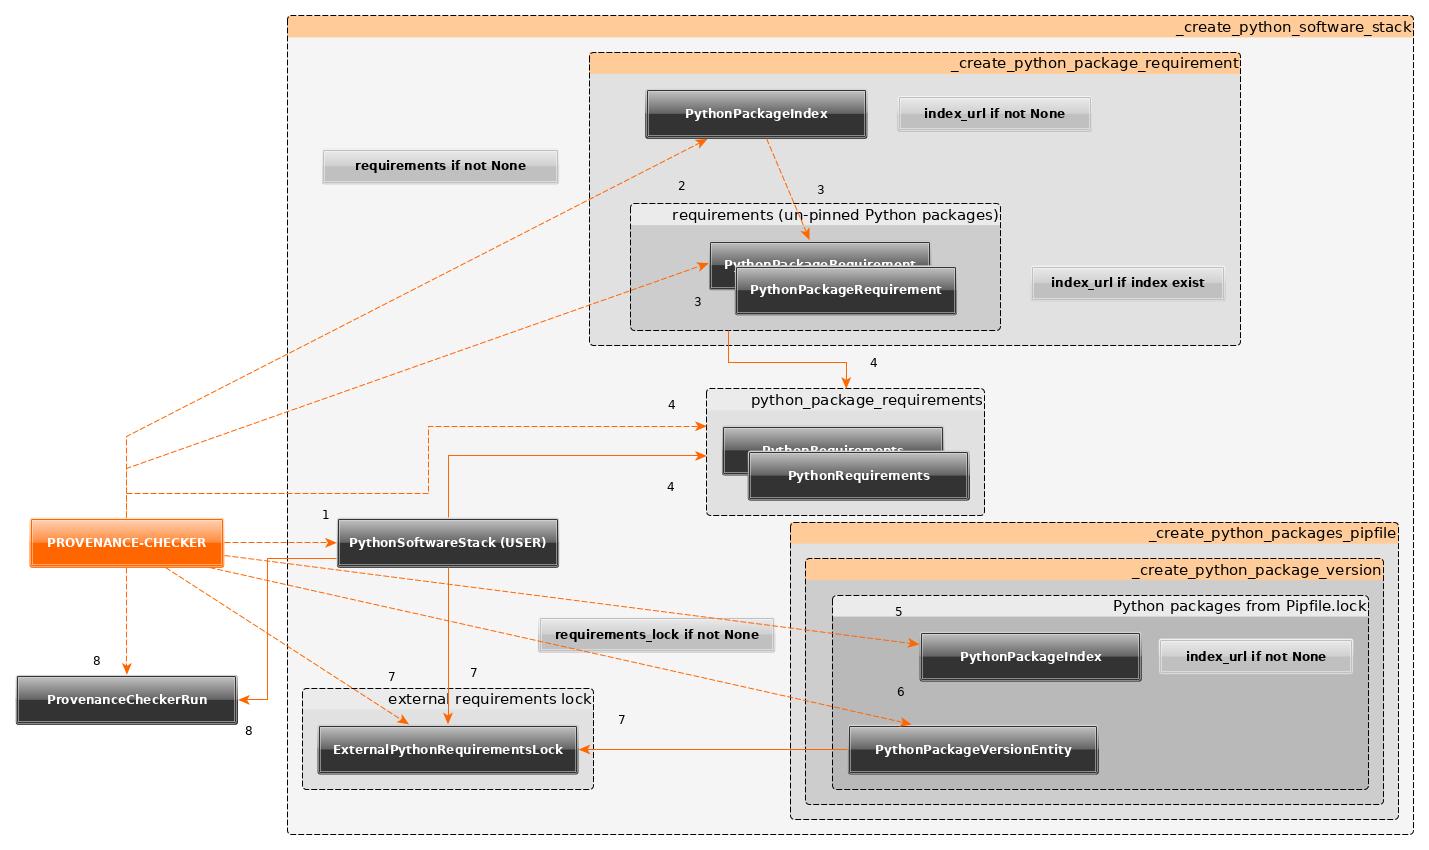 _create_python_software_stack
_create_python_package_requirement
PythonPackageIndex
index_url if not None
requirements if not None
2
3
requirements (un-pinned Python packages)
PythonPackageRequirement
index_url if index exist
PythonPackageRequirement
3
4
python_package_requirements
4
PythonRequirements
PythonRequirements
4
1
_create_python_packages_pipfile
PROVENANCE-CHECKER
PythonSoftwareStack (USER)
_create_python_package_version
Python packages from Pipfile.lock
5
requirements_lock if not None
PythonPackageIndex
index_url if not None
8
7
7
6
ProvenanceCheckerRun
external requirements lock
7
8
ExternalPythonRequirementsLock
PythonPackageVersionEntity